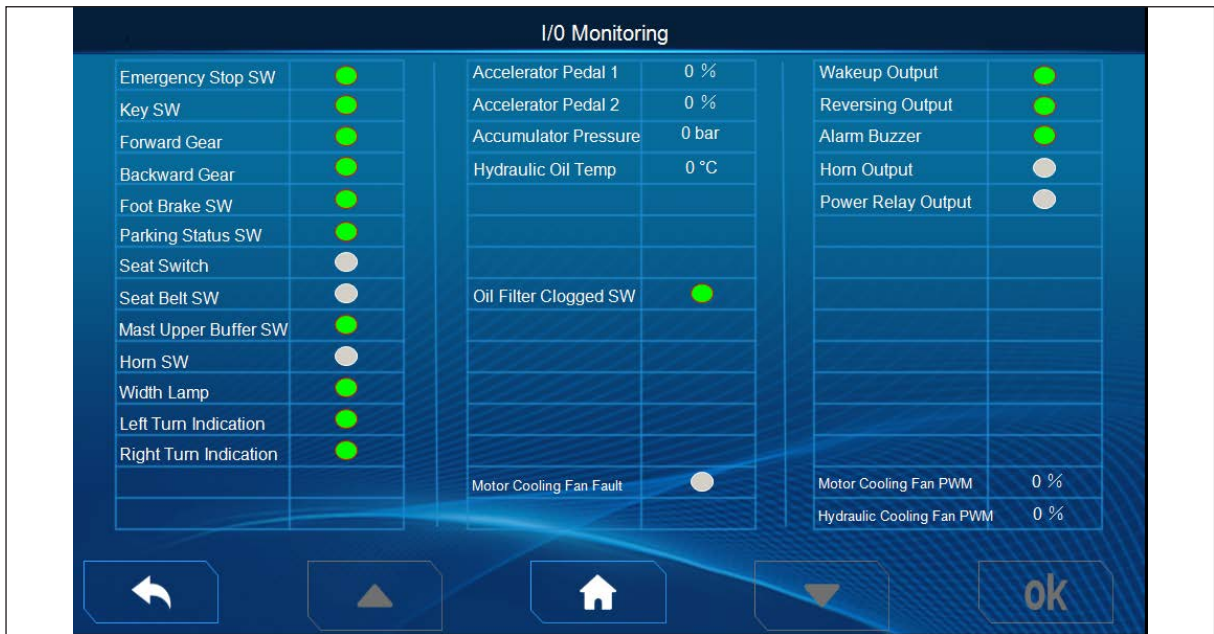 I/0 Monitoring
Emergency Stop SW
Key SW
Forward Gear
Backward Gear
Foot Brake SW
Parking Status SW
Seat Switch
Seat Belt SW
Mast Upper Buffer SW
Horn SW
Width Lamp
Left Turn Indication
Right Turn Indication
Accelerator Pedal 1 0 %
Accelerator Pedal 2 0 %
Accumulator Pressure 0 bar
Hydraulic Oil Temp 0 °C
Oil Filter Clogged SW
Motor Cooling Fan Fault
Wakeup Output
Reversing Output
Alarm Buzzer
Horn Output
Power Relay Output
Motor Cooling Fan PWM 0 %
Hydraulic Cooling Fan PWM 0 %
ok